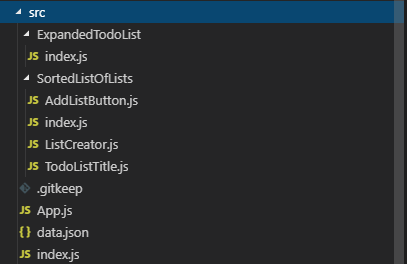 src
ExpandedTodoList
JS index.js
SortedListOfLists
JS AddListButton.js
JS index.js
JS ListCreator.js
JS TodoListTitle.js
.gitkeep
JS App.js
{ } data.json
JS index.js